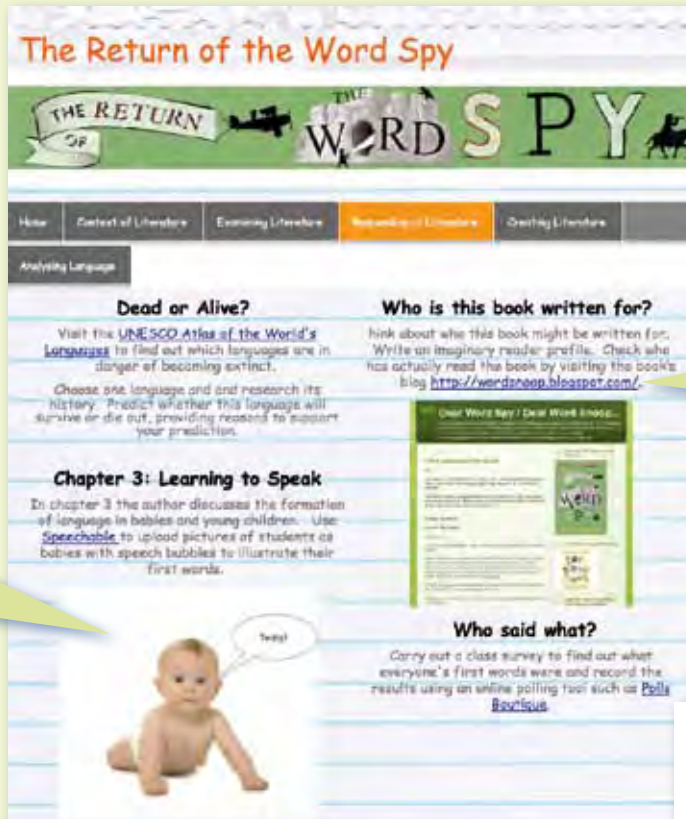 The Return of the Word Spy
THE RETURN
OF
THE
WORD SPY
Home
Context of Literature
Examining Literature
Responding to Literature
Creating Literature
Analysing Language
Dead or Alive?
Visit the UNESCO Atlas of the World's
Languages to find out which languages are in
danger of becoming extinct.
Choose one language and and research its
history. Predict whether this language will
survive or die out, providing reasons to support
your prediction.
Chapter 3: Learning to Speak
In chapter 3 the author discusses the formation
of language in babies and young children. Use
Speechable to upload pictures of students as
babies with speech bubbles to illustrate their
first words.
Teddy!
Who is this book written for?
hink about who this book might be written for.
Write an imaginary reader profile. Check who
has actually read the book by visiting the book's
blog http://wordsnoop.blogspot.com/.
Dear Word Spy / Dear Word Snoop...
WORD
Who said what?
Carry out a class survey to find out what
everyone's first words were and record the
results using an online polling tool such as Polls
Boutique.